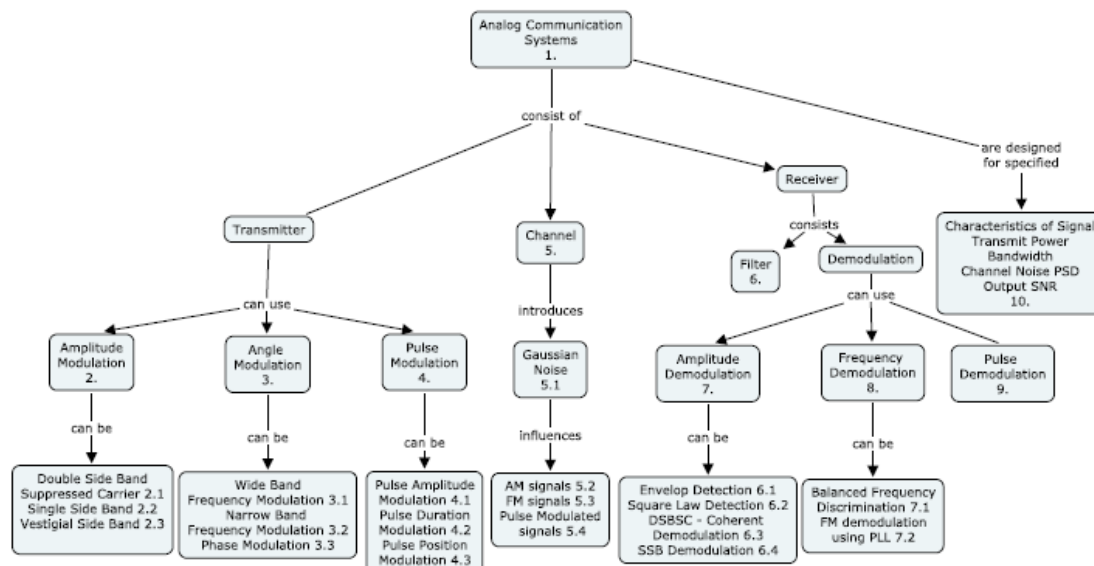 Analog Communication
Systems
1.
consist of
are designed
for specified
Receiver
Transmitter
Channel
5.
consists
Filter
6.
Demodulation
Characteristics of Signal
Transmit Power
Bandwidth
Channel Noise PSD
Output SNR
10.
can use
introduces
can use
Amplitude
Modulation
2.
Angle
Modulation
3.
Pulse
Modulation
4.
Gaussian
Noise
5.1
Amplitude
Demodulation
7.
Frequency
Demodulation
8.
Pulse
Demodulation
9.
can be
can be
can be
influences
can be
can be
Double Side Band
Suppressed Carrier 2.1
Single Side Band 2.2
Vestigial Side Band 2.3
Wide Band
Frequency Modulation 3.1
Narrow Band
Frequency Modulation 3.2
Phase Modulation 3.3
Pulse Amplitude
Modulation 4.1
Pulse Duration
Modulation 4.2
Pulse Position
Modulation 4.3
AM signals 5.2
FM signals 5.3
Pulse Modulated
signals 5.4
Envelop Detection 6.1
Square Law Detection 6.2
DSBSC - Coherent
Demodulation 6.3
SSB Demodulation 6.4
Balanced Frequency
Discrimination 7.1
FM demodulation
using PLL 7.2